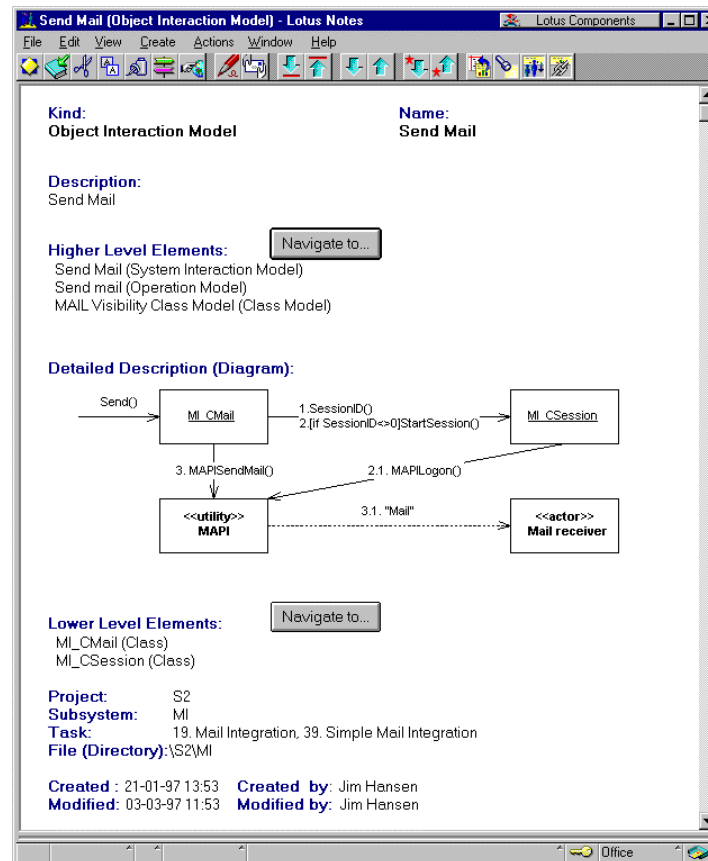 Send Mail (Object Interaction Model) - Lotus Notes
Lotus Components
File Edit View Create Actions Window Help
Kind: Name:
Object Interaction Model Send Mail
Description:
Send Mail
Higher Level Elements: Navigate to...
Send Mail (System Interaction Model)
Send mail (Operation Model)
MAIL Visibility Class Model (Class Model)
Detailed Description (Diagram):
Send()
MI_CMail
1.SessionID()
2.[if SessionID<>0]StartSession()
MI_CSession
3. MAPISendMail()
2.1. MAPILogon()
<<utility>>
MAPI
3.1. "Mail"
<<actor>>
Mail receiver
Lower Level Elements: Navigate to...
MI_CMail (Class)
MI_CSession (Class)
Project: S2
Subsystem: MI
Task: 19. Mail Integration, 39. Simple Mail Integration
File (Directory):\S2\MI
Created : 21-01-97 13:53 Created by: Jim Hansen
Modified: 03-03-97 11:53 Modified by: Jim Hansen
Office